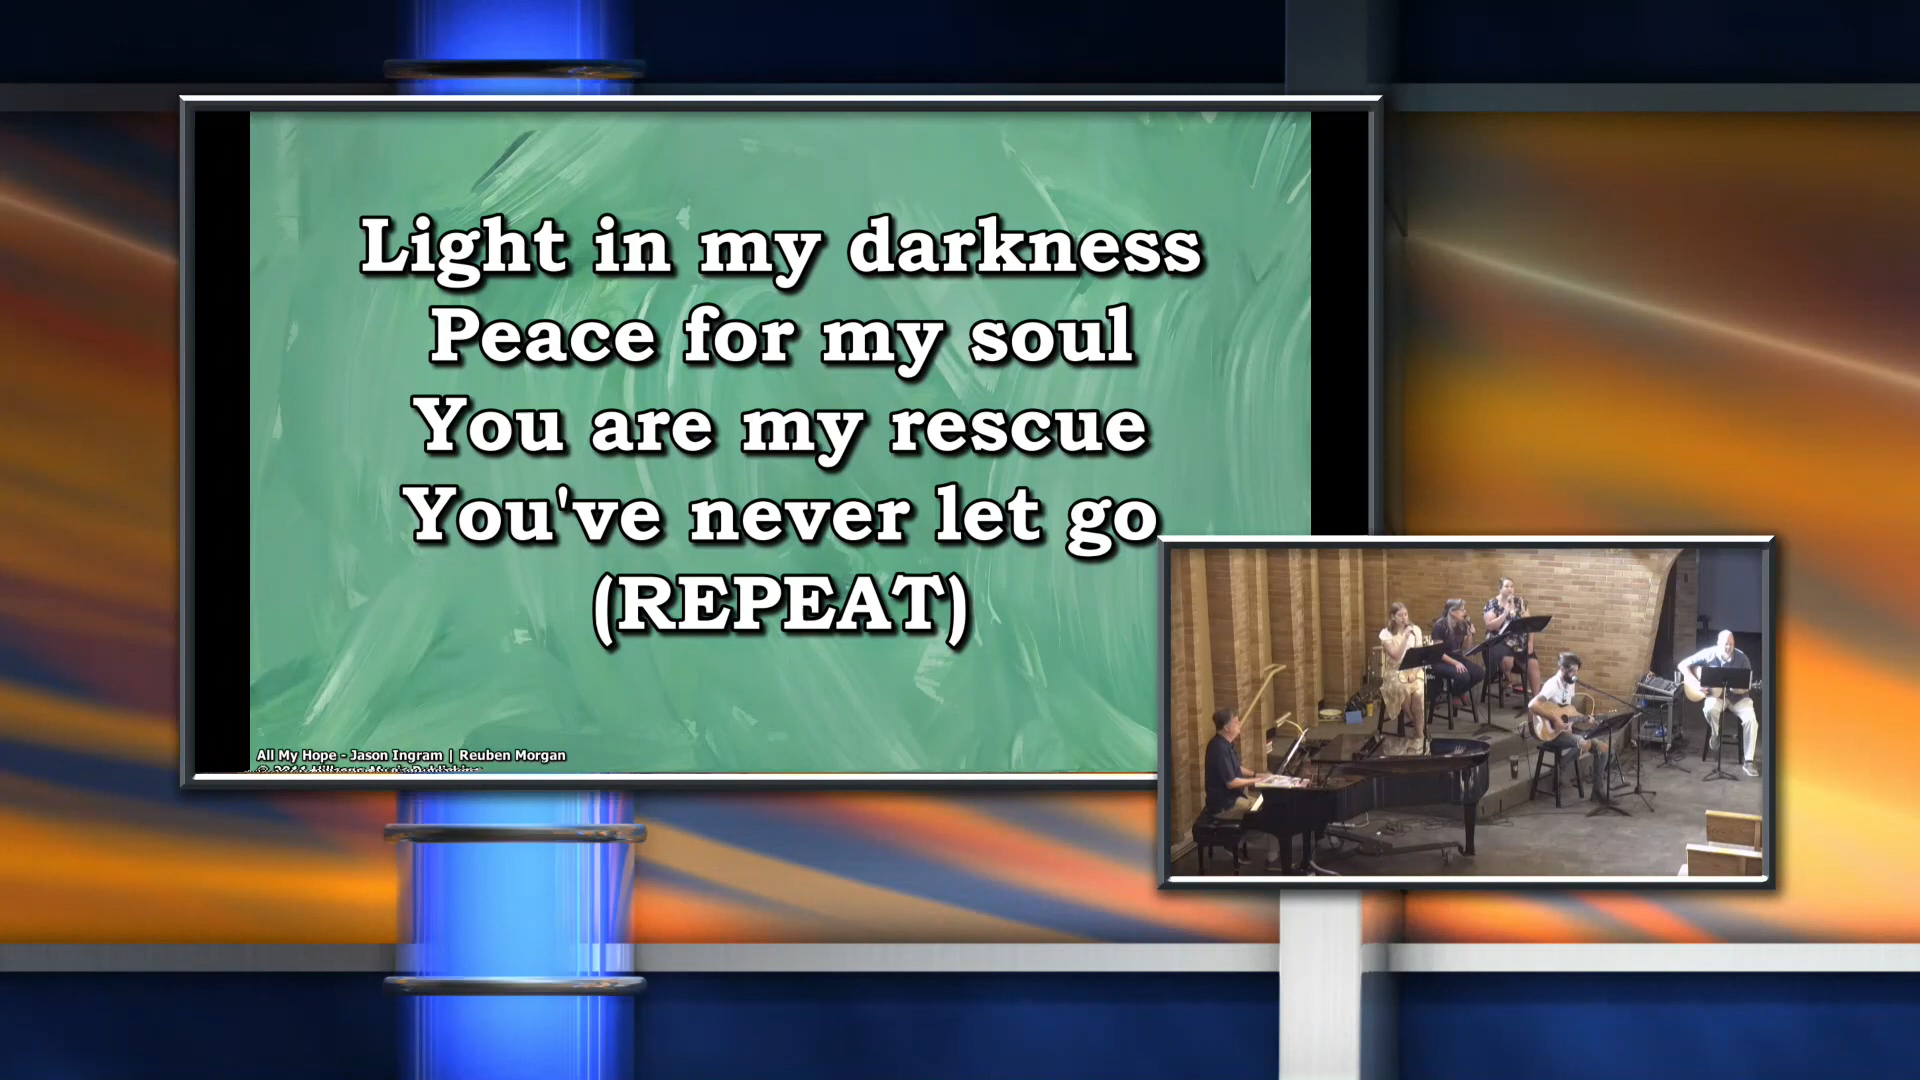 Light in my darkness
Peace for my soul
You are my rescue
You've never let go
(REPEAT)
All My Hope - Jason Ingram | Reuben Morgan